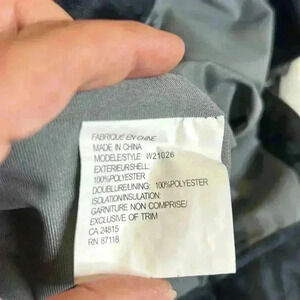 FABRIQUE EN CHINE
MADE IN CHINA
MODELE/STYLE: W21026
EXTERIEUR/SHELL:
100%POLYESTER
DOUBLURE/LINING: 100%POLYESTER
ISOLATION/INSULATION:
GARNITURE NON COMPRISE/
EXCLUSIVE OF TRIM
CA 24815
RN 87118